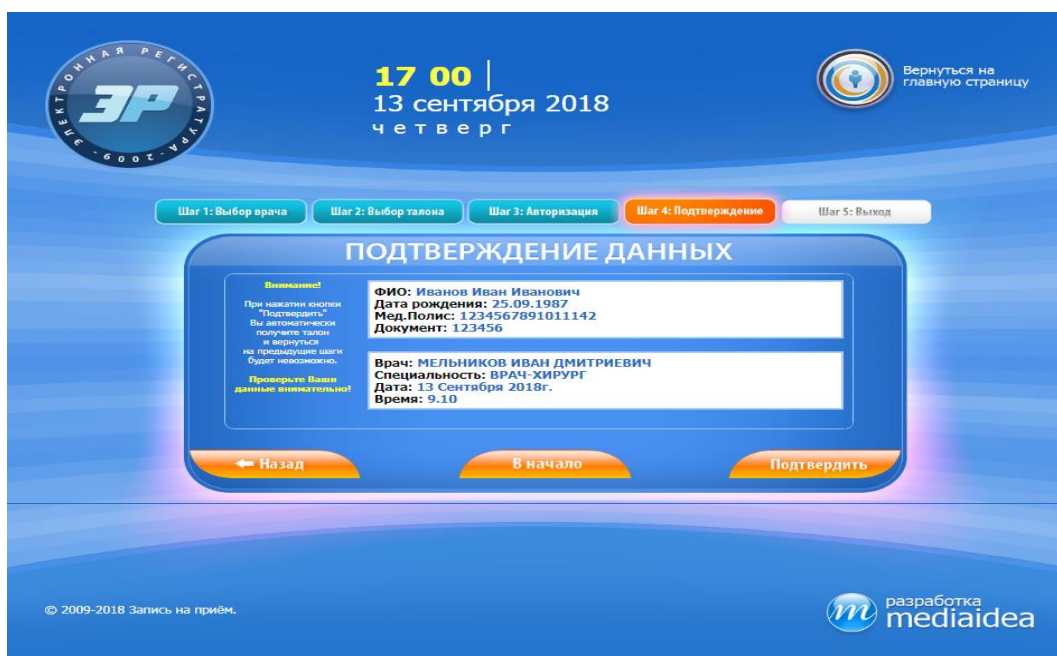 ЭЛЕКТРОННАЯ РЕГИСТРАТУРА
ЭР
-2009-
17 00
13 сентября 2018
четверг
Вернуться на
главную страницу
Шаг 1: Выбор врача
Шаг 2: Выбор талона
Шаг 3: Авторизация
Шаг 4: Подтверждение
Шаг 5: Выход
ПОДТВЕРЖДЕНИЕ ДАННЫХ
Внимание!
При нажатии кнопки
"Подтвердить"
Вы автоматически
получите талон
и вернуться
на предыдущие шаги
будет невозможно.
Проверьте Ваши
данные внимательно!
ФИО: Иванов Иван Иванович
Дата рождения: 25.09.1987
Мед.Полис: 1234567891011142
Документ: 123456
Врач: МЕЛЬНИКОВ ИВАН ДМИТРИЕВИЧ
Специальность: ВРАЧ-ХИРУРГ
Дата: 13 Сентября 2018г.
Время: 9.10
Назад
В начало
Подтвердить
© 2009-2018 Запись на приём.
m
разработка
mediaidea